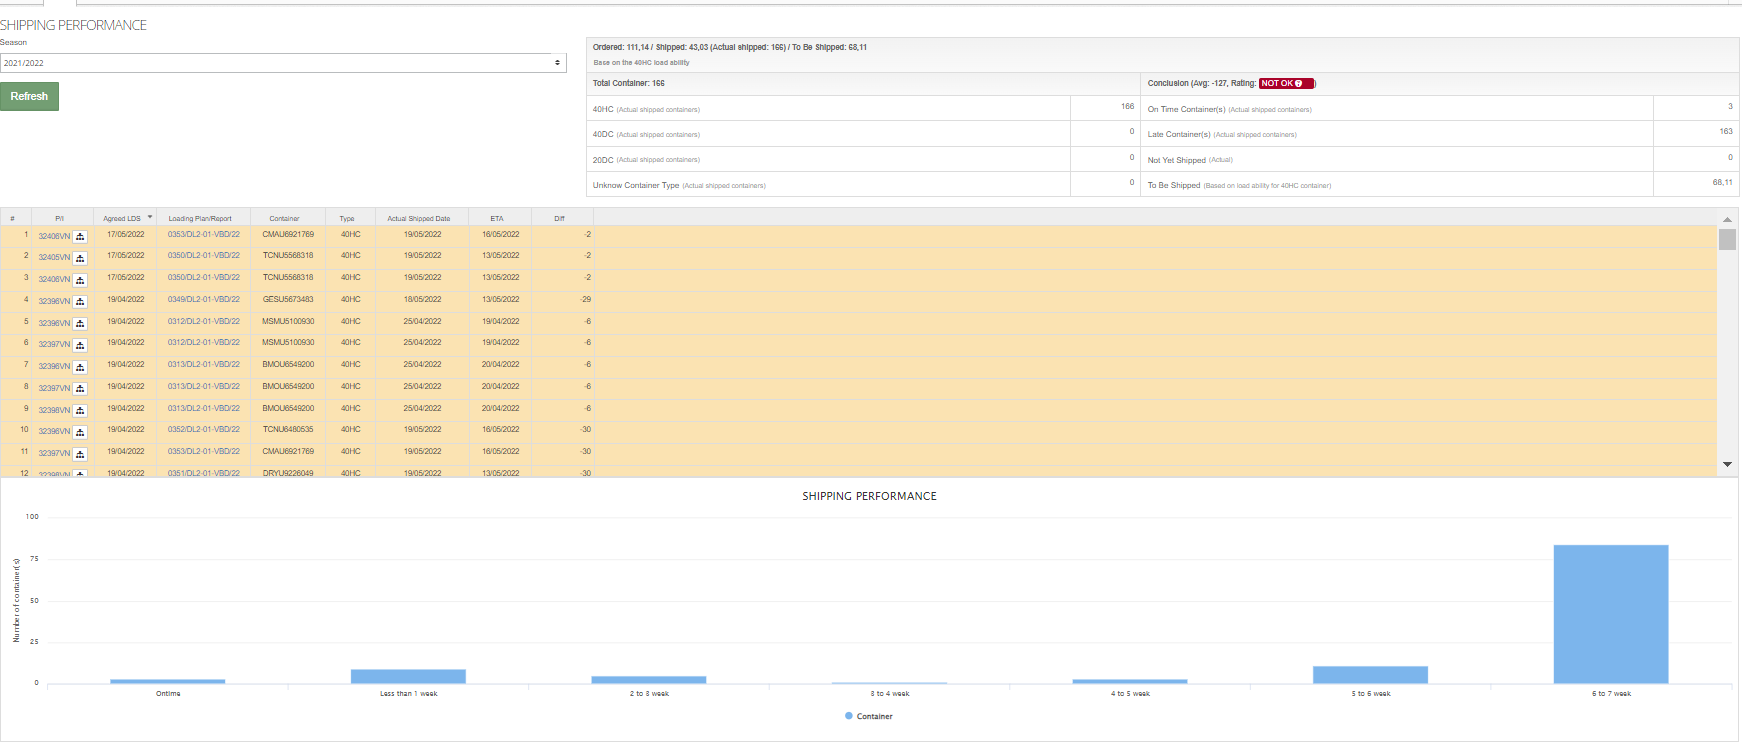 SHIPPING PERFORMANCE
Season
2021/2022
Refresh
Ordered: 111,14 / Shipped: 43,03 (Actual shipped: 166) / To Be Shipped: 68,11
Base on the 40HC load ability
Total Container: 166
Conclusion (Avg: -127, Rating: NOT OK )
40HC (Actual shipped containers) 166
On Time Container(s) (Actual shipped containers) 3
40DC (Actual shipped containers) 0
Late Container(s) (Actual shipped containers) 163
20DC (Actual shipped containers) 0
Not Yet Shipped (Actual) 0
Unknow Container Type (Actual shipped containers) 0
To Be Shipped (Based on load ability for 40HC container) 68,11
# P/I Agreed LDS Loading Plan/Report Container Type Actual Shipped Date ETA Diff
1 32406VN 17/05/2022 0353/DL2-01-VBD/22 CMAU6921769 40HC 19/05/2022 16/05/2022 -2
2 32405VN 17/05/2022 0350/DL2-01-VBD/22 TCNU5568318 40HC 19/05/2022 13/05/2022 -2
3 32406VN 17/05/2022 0350/DL2-01-VBD/22 TCNU5568318 40HC 19/05/2022 13/05/2022 -2
4 32396VN 19/04/2022 0349/DL2-01-VBD/22 GESU5673483 40HC 18/05/2022 13/05/2022 -29
5 32396VN 19/04/2022 0312/DL2-01-VBD/22 MSMU5100930 40HC 25/04/2022 19/04/2022 -6
6 32397VN 19/04/2022 0312/DL2-01-VBD/22 MSMU5100930 40HC 25/04/2022 19/04/2022 -6
7 32396VN 19/04/2022 0313/DL2-01-VBD/22 BMOU6549200 40HC 25/04/2022 20/04/2022 -6
8 32397VN 19/04/2022 0313/DL2-01-VBD/22 BMOU6549200 40HC 25/04/2022 20/04/2022 -6
9 32398VN 19/04/2022 0313/DL2-01-VBD/22 BMOU6549200 40HC 25/04/2022 20/04/2022 -6
10 32396VN 19/04/2022 0352/DL2-01-VBD/22 TCNU6480535 40HC 19/05/2022 16/05/2022 -30
11 32397VN 19/04/2022 0353/DL2-01-VBD/22 CMAU6921769 40HC 19/05/2022 16/05/2022 -30
12 32398VN 19/04/2022 0351/DL2-01-VBD/22 DRYU9226049 40HC 19/05/2022 13/05/2022 -30
SHIPPING PERFORMANCE
Number of container(s)
100
75
50
25
0
Ontime Less than 1 week 2 to 3 week 3 to 4 week 4 to 5 week 5 to 6 week 6 to 7 week
Container